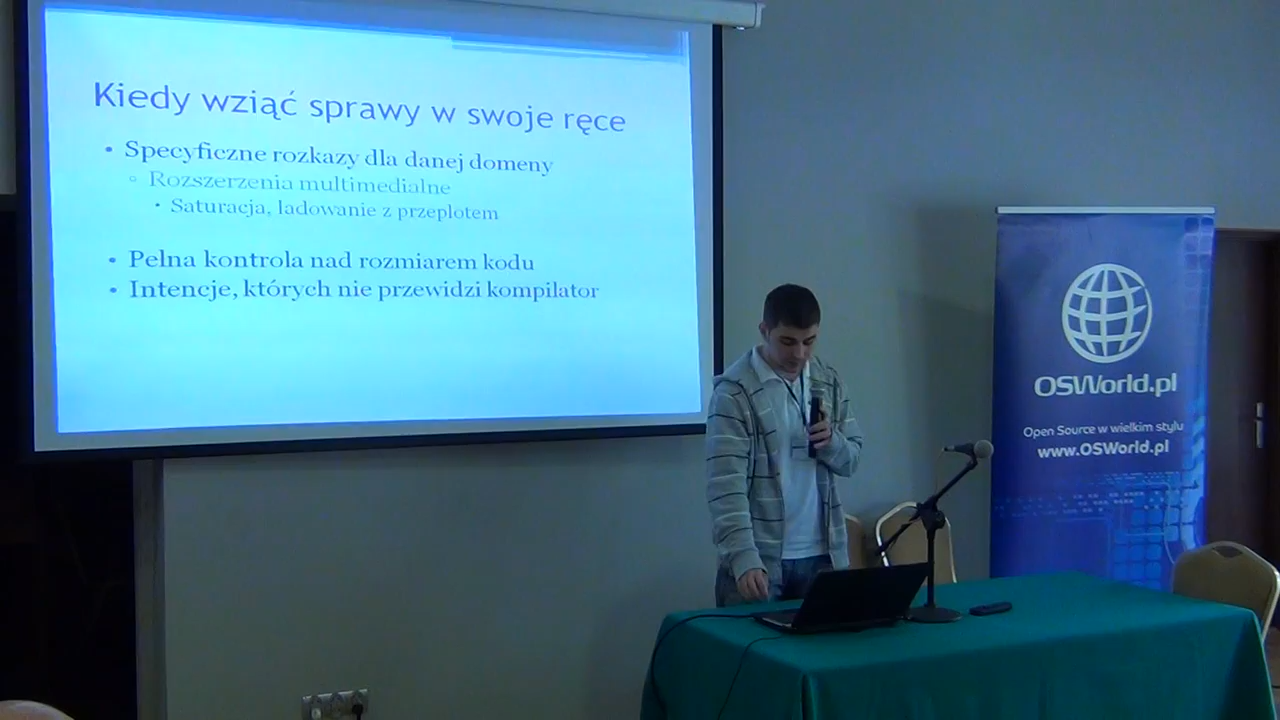 Kiedy wziąć sprawy w swoje ręce
• Specyficzne rozkazy dla danej domeny
◦ Rozszerzenia multimedialne
• Saturacja, ładowanie z przeplotem
• Pełna kontrola nad rozmiarem kodu
• Intencje, których nie przewidzi kompilator
OSWorld.pl
Open Source w wielkim stylu
www.OSWorld.pl